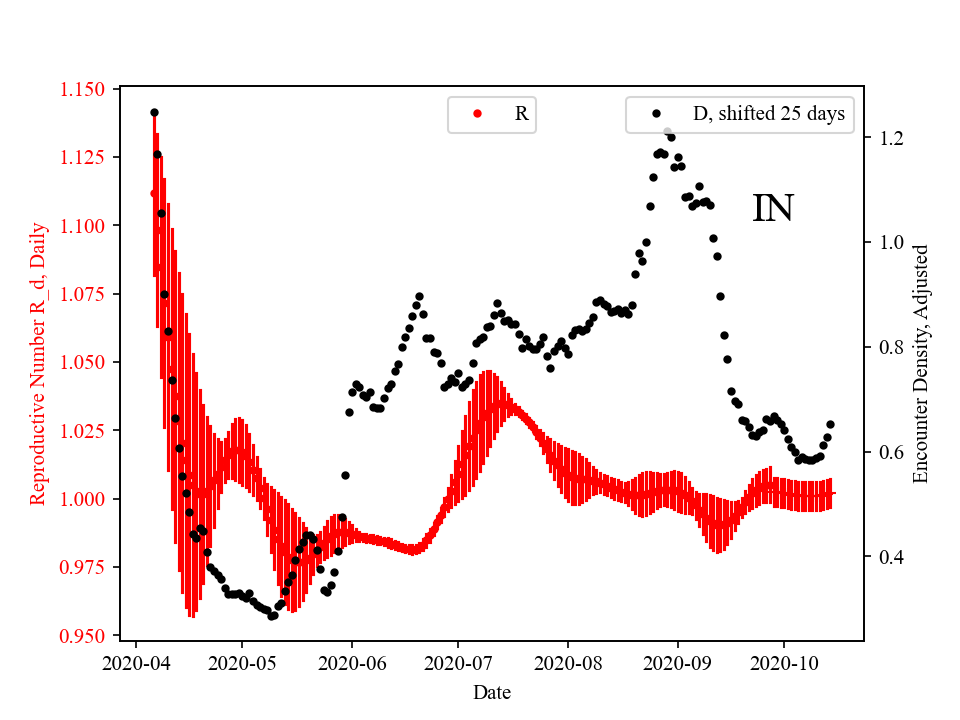 R
D, shifted 25 days
IN
Reproductive Number R_d, Daily
1.150
1.125
1.100
1.075
1.050
1.025
1.000
0.975
0.950
1.2
1.0
0.8
0.6
0.4
Encounter Density, Adjusted
2020-04 2020-05 2020-06 2020-07 2020-08 2020-09 2020-10
Date